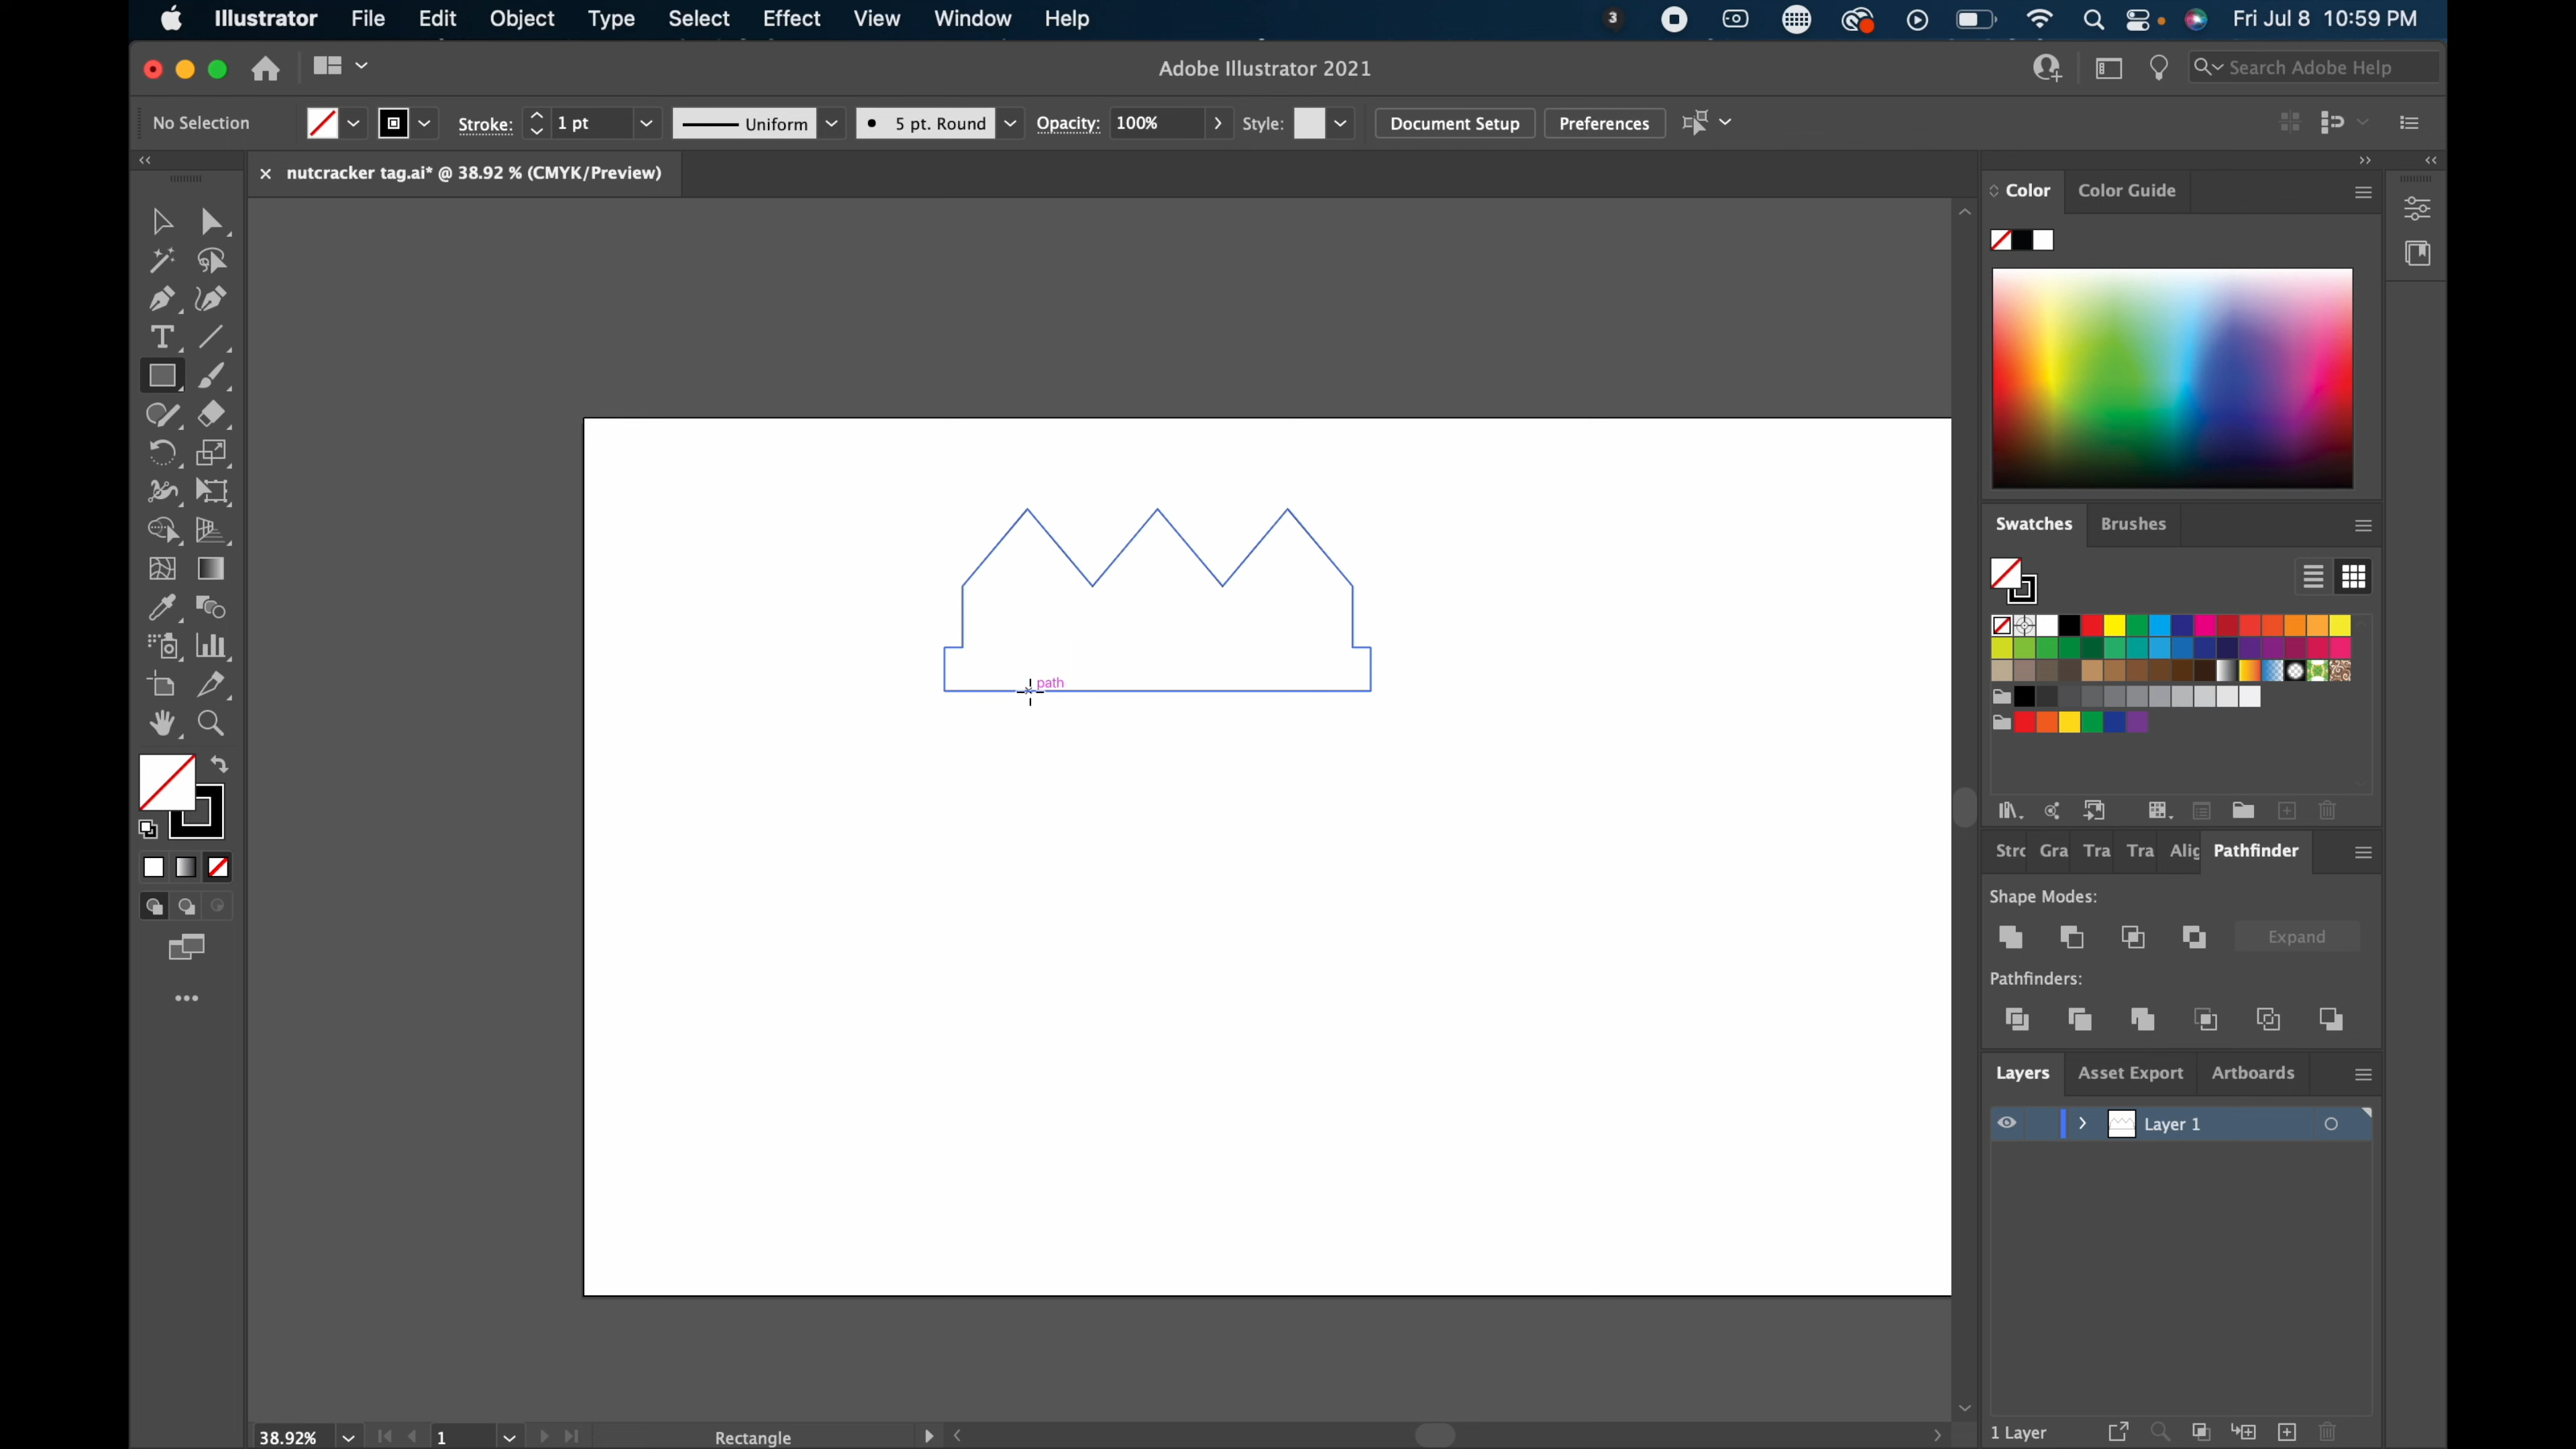 Illustrator File Edit Object Type Select Effect View Window Help 3 Fri Jul 8 10:59 PM
Adobe Illustrator 2021 Search Adobe Help
No Selection Stroke: 1 pt Uniform 5 pt. Round Opacity: 100% Style: Document Setup Preferences
× nutcracker tag.ai* @ 38.92 % (CMYK/Preview)
Color Color Guide
Swatches Brushes
path
Strc Gra Tra Tra Alig Pathfinder
Shape Modes:
Expand
Pathfinders:
Layers Asset Export Artboards
Layer 1
1 Layer
38.92% 1 Rectangle